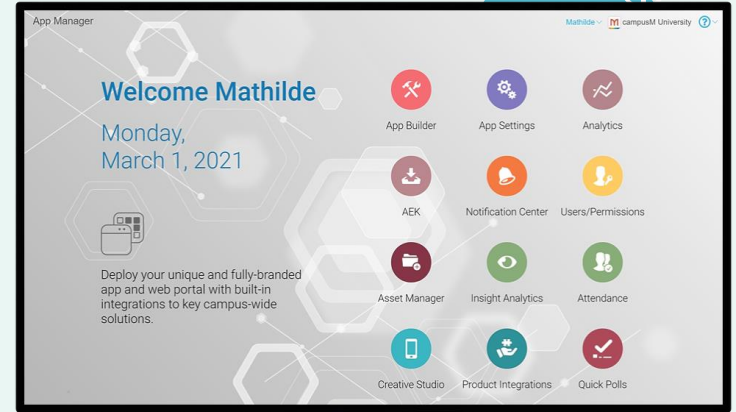 App Manager
Mathilde
campusM University
?
Welcome Mathilde
Monday,
March 1, 2021
Deploy your unique and fully-branded
app and web portal with built-in
integrations to key campus-wide
solutions.
App Builder
App Settings
Analytics
AEK
Notification Center
Users/Permissions
Asset Manager
Insight Analytics
Attendance
Creative Studio
Product Integrations
Quick Polls